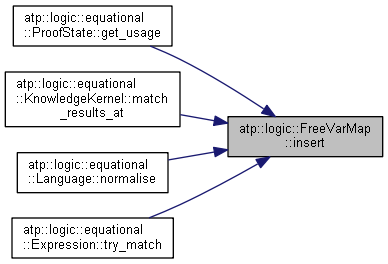 atp::logic::equational
::ProofState::get_usage
atp::logic::equational
::KnowledgeKernel::match
_results_at
atp::logic::FreeVarMap
::insert
atp::logic::equational
::Language::normalise
atp::logic::equational
::Expression::try_match